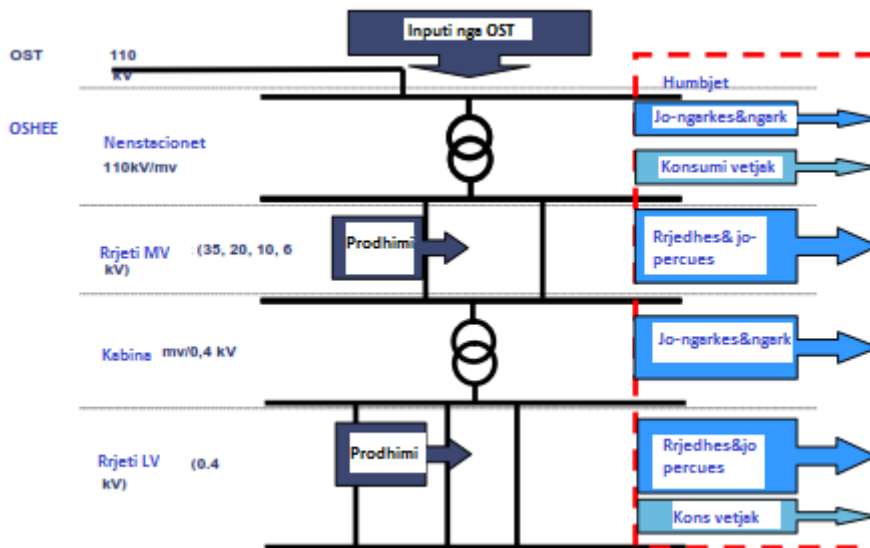 Inputi nga OST
OST
110
kV
Humbjet
Jo-ngarkes&ngark
OSHEE
Nenstacionet
110kV/mv
Konsumi vetjak
Rrjeti MV : (35, 20, 10, 6
kV)
Prodhimi
Rrjedhes& jo-
percues
Kabina mv/0,4 kV
Jo-ngarkes&ngark
Rrjeti LV (0.4
kV)
Prodhimi
Rrjedhes&jo
percues
Kons vetjak